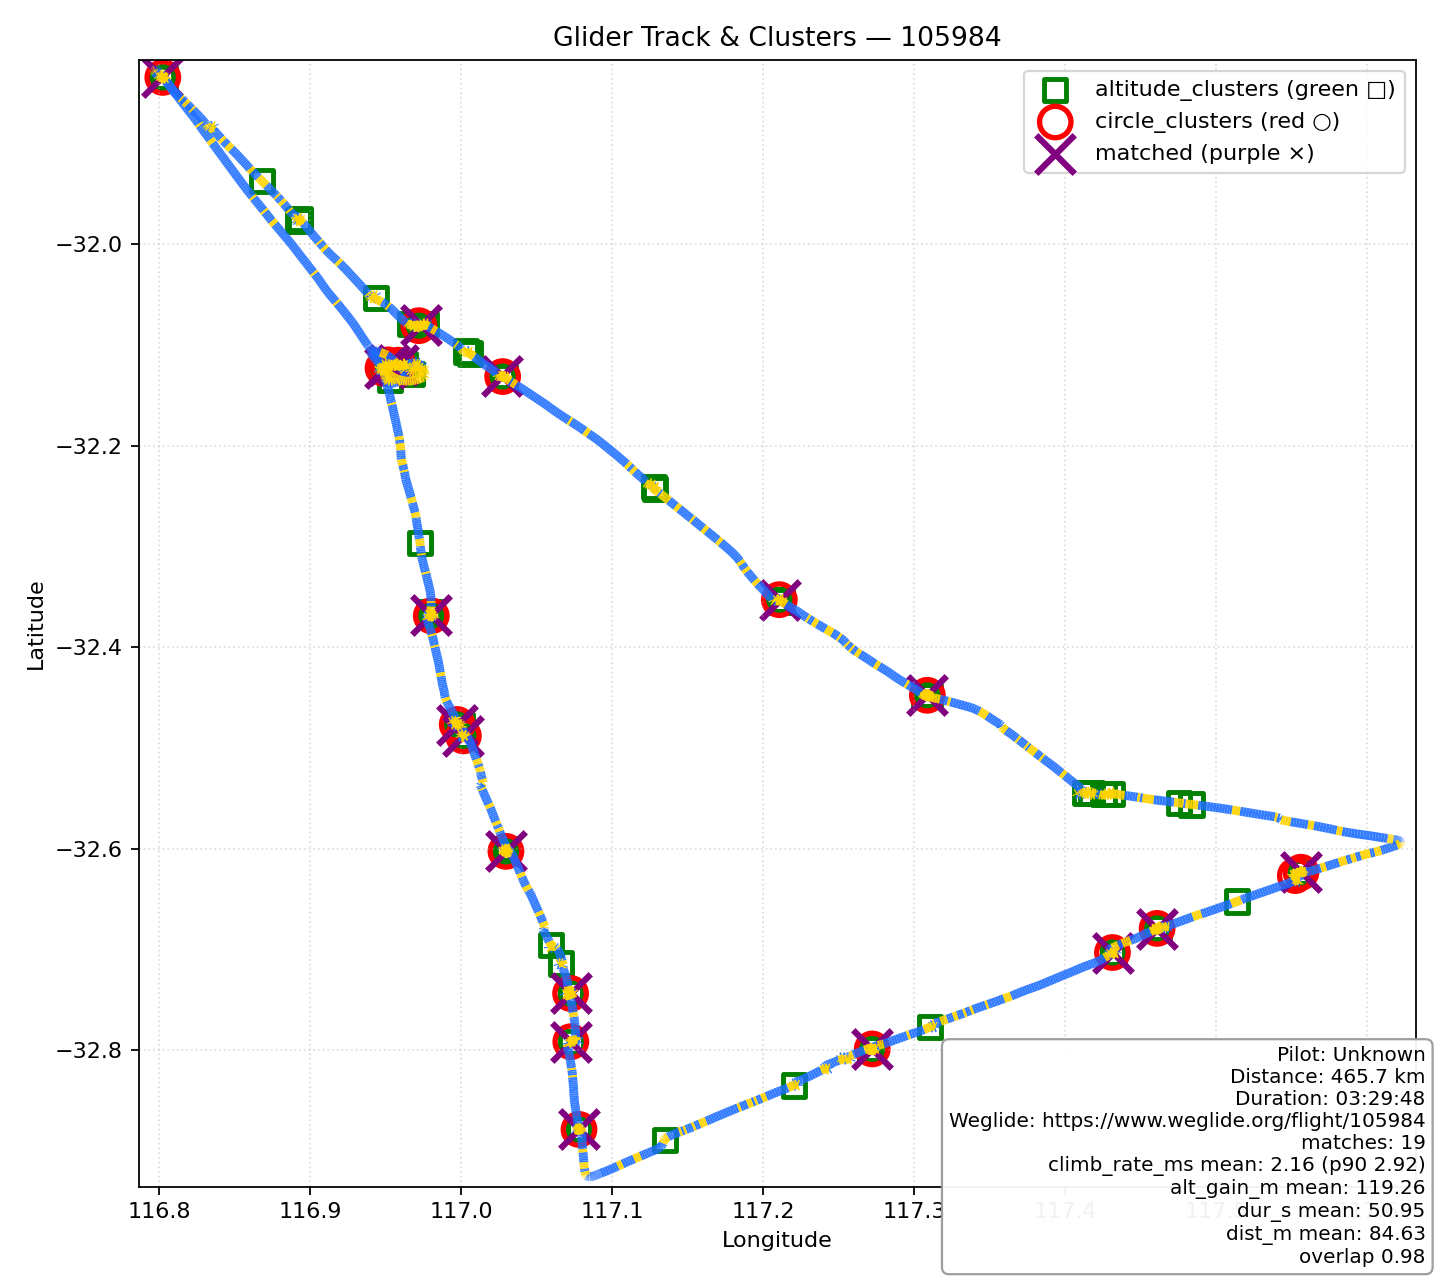 Glider Track & Clusters — 105984
altitude_clusters (green □)
circle_clusters (red ○)
matched (purple ×)
−32.0
−32.2
−32.4
−32.6
−32.8
Latitude
116.8
116.9
117.0
117.1
117.2
117.3
117.4
Longitude
Pilot: Unknown
Distance: 465.7 km
Duration: 03:29:48
Weglide: https://www.weglide.org/flight/105984
matches: 19
climb_rate_ms mean: 2.16 (p90 2.92)
alt_gain_m mean: 119.26
dur_s mean: 50.95
dist_m mean: 84.63
overlap 0.98